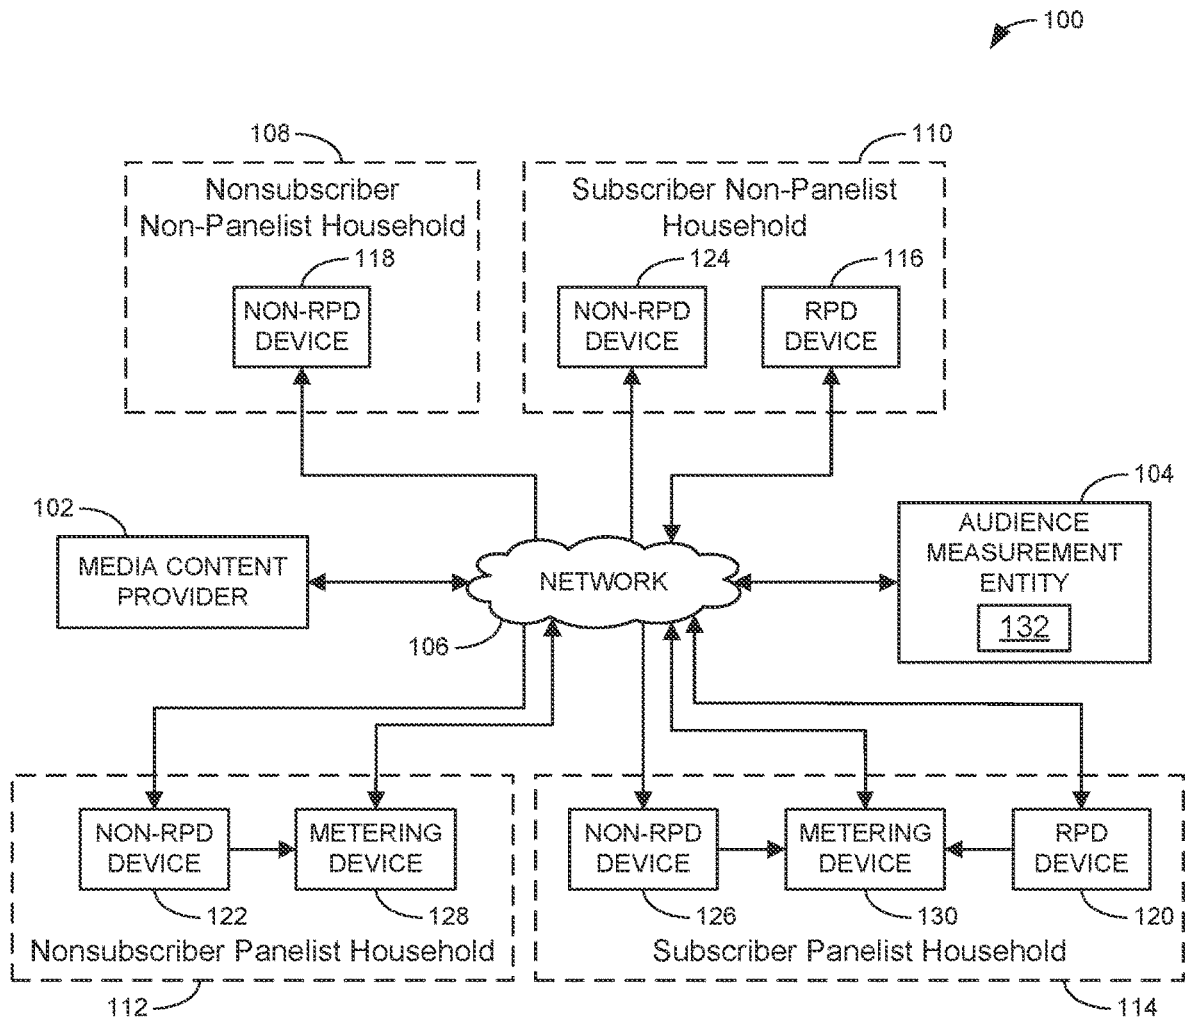 100
108
110
Nonsubscriber
Non-Panelist Household
Subscriber Non-Panelist
Household
118
124
116
NON-RPD
DEVICE
NON-RPD
DEVICE
RPD
DEVICE
102
104
MEDIA CONTENT
PROVIDER
NETWORK
AUDIENCE
MEASUREMENT
ENTITY
132
106
NON-RPD
DEVICE
METERING
DEVICE
NON-RPD
DEVICE
METERING
DEVICE
RPD
DEVICE
122
128
126
130
120
Nonsubscriber Panelist Household
Subscriber Panelist Household
112
114